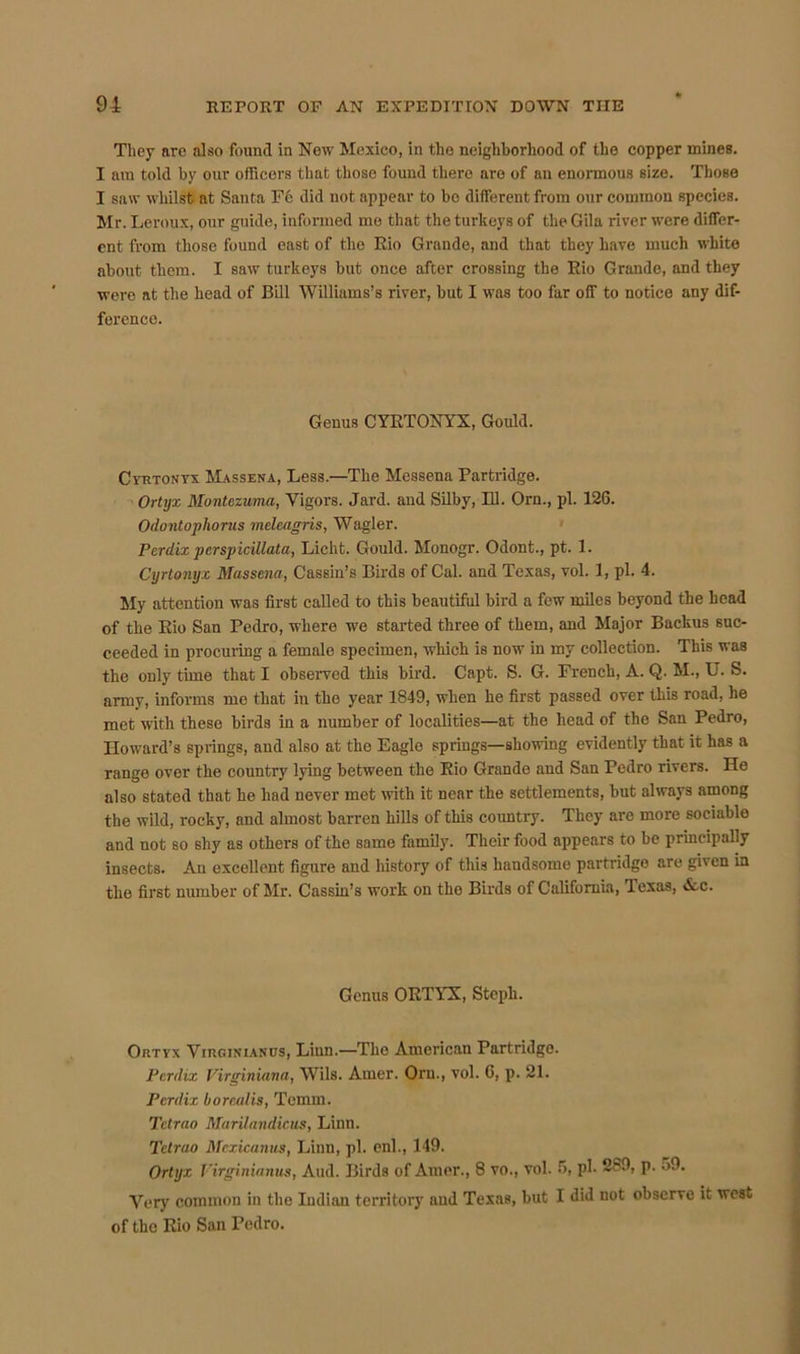 94 REPORT OF AN EXPEDITION DOWN THE
They are also found in New Mexico, in the neighborhood of the copper mines.
I am told by our officers that those found there are of an enormous size. Those
I saw whilst at Santa Fé did not appear to be different from our common species.
Mr. Leroux, our guide, informed me that the turkeys of the Gila river were differ-
ent from those found east of the Rio Grande, and that they have much white
about them. I saw turkeys but once after crossing the Rio Grande, and they
were at the head of Bill Williams's river, but I was too far off to notice any dif-
ference.
Genus CYRTONYX, Gould.
Cyrtonyx Massena, Less.—The Messena Partridge.
Ortyx Montezuma, Vigors. Jard. and Silby, Ill. Orn., pl. 126.
Odontophorus meleagris, Wagler.
Perdix perspicillata, Licht. Gould. Monogr. Odont., pt. 1.
Cyrtonyx Massena, Cassin's Birds of Cal. and Texas, vol. 1, pl. 4.
My attention was first called to this beautiful bird a few miles beyond the head
of the Rio San Pedro, where we started three of them, and Major Backus suc-
ceeded in procuring a female specimen, which is now in my collection. This was
the only time that I observed this bird. Capt. S. G. French, A. Q. M., U. S.
army, informs me that in the year 1849, when he first passed over this road, he
met with these birds in a number of localities—at the head of the San Pedro,
Howard's springs, and also at the Eagle springs—showing evidently that it has a
range over the country lying between the Rio Grande and San Pedro rivers. He
also stated that he had never met with it near the settlements, but always among
the wild, rocky, and almost barren hills of this country. They are more sociable
and not so shy as others of the same family. Their food appears to be principally
insects. An excellent figure and history of this handsome partridge are given in
the first number of Mr. Cassin's work on the Birds of California, Texas, &c.
Genus ORTYX, Steph.
Ortyx Virginianus, Linn.—The American Partridge.
Perdix Virginiana, Wils. Amer. Orn., vol. 6, p. 21.
Perdix borealis, Temm.
Tetrao Marilandicus, Linn.
Tetrao Mexicanus, Linn, pl. enl., 149.
Ortyx Virginianus, Aud. Birds of Amer., 8 vo., vol. 5, pl. 289, p. 59.
Very common in the Indian territory and Texas, but I did not observe it west
of the Rio San Pedro.